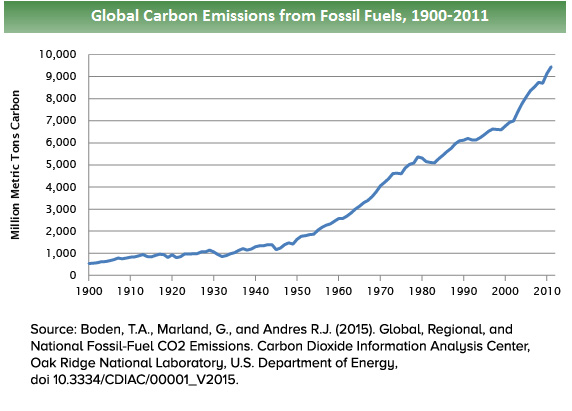 Global Carbon Emissions from Fossil Fuels, 1900-2011
Million Metric Tons Carbon
10,000
9,000
8,000
7,000
6,000
5,000
4,000
3,000
2,000
1,000
0
1900 1910 1920 1930 1940 1950 1960 1970 1980 1990 2000 2010
Source: Boden, T.A., Marland, G., and Andres R.J. (2015). Global, Regional, and
National Fossil-Fuel CO2 Emissions. Carbon Dioxide Information Analysis Center,
Oak Ridge National Laboratory, U.S. Department of Energy,
doi 10.3334/CDIAC/00001_V2015.